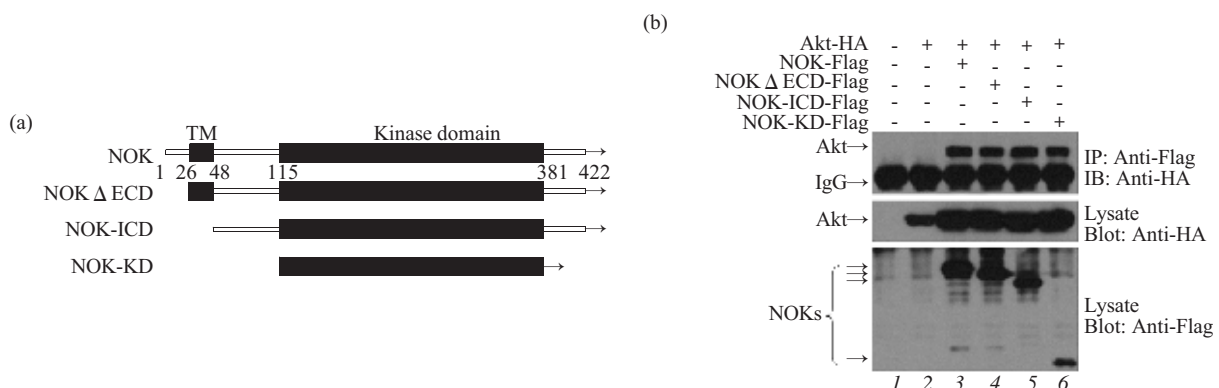 (a)
TM
Kinase domain
NOK
1 26 48 115 381 422
NOK Δ ECD
NOK-ICD
NOK-KD
(b)
Akt-HA - + + + + +
NOK-Flag - - + - - -
NOK Δ ECD-Flag - - - + - -
NOK-ICD-Flag - - - - + -
NOK-KD-Flag - - - - - +
Akt
IgG
IP: Anti-Flag
IB: Anti-HA
Akt
Lysate
Blot: Anti-HA
NOKs
Lysate
Blot: Anti-Flag
1 2 3 4 5 6